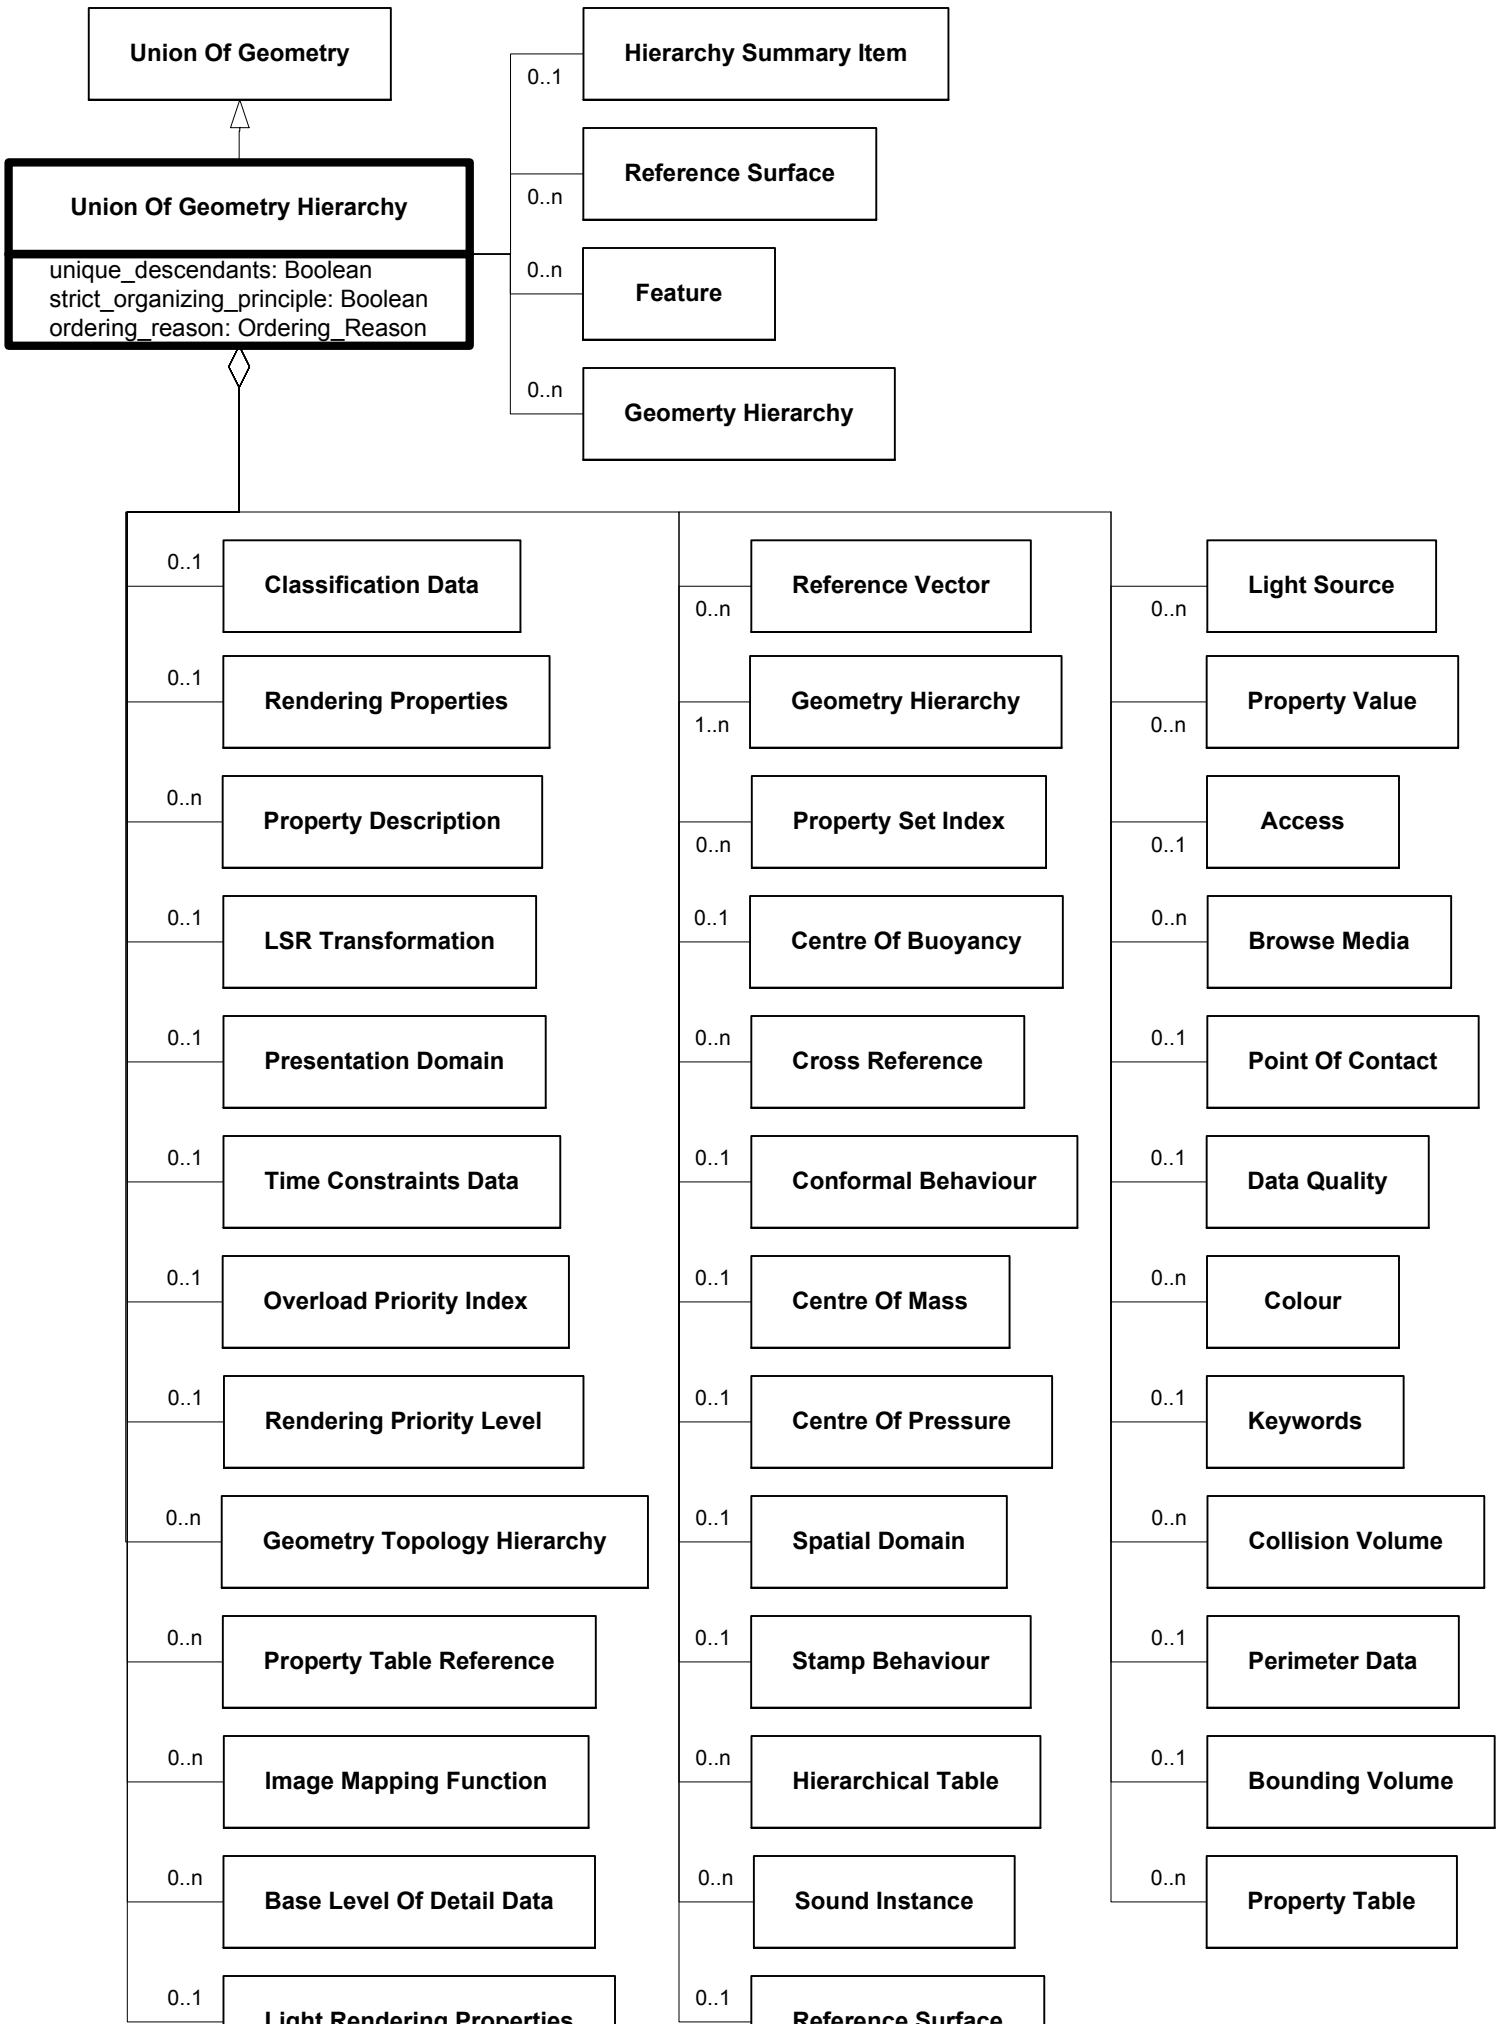 Union Of Geometry
Union Of Geometry Hierarchy
unique_descendants: Boolean
strict_organizing_principle: Boolean
ordering_reason: Ordering_Reason
0..1
Hierarchy Summary Item
0..n
Reference Surface
0..n
Feature
0..n
Geomerty Hierarchy
0..1
Classification Data
0..1
Rendering Properties
0..n
Property Description
0..1
LSR Transformation
0..1
Presentation Domain
0..1
Time Constraints Data
0..1
Overload Priority Index
0..1
Rendering Priority Level
0..n
Geometry Topology Hierarchy
0..n
Property Table Reference
0..n
Image Mapping Function
0..n
Base Level Of Detail Data
0..1
Light Rendering Properties
0..n
Reference Vector
1..n
Geometry Hierarchy
0..n
Property Set Index
0..1
Centre Of Buoyancy
0..n
Cross Reference
0..1
Conformal Behaviour
0..1
Centre Of Mass
0..1
Centre Of Pressure
0..1
Spatial Domain
0..1
Stamp Behaviour
0..n
Hierarchical Table
0..n
Sound Instance
0..1
Reference Surface
0..n
Light Source
0..n
Property Value
0..1
Access
0..n
Browse Media
0..1
Point Of Contact
0..1
Data Quality
0..n
Colour
0..1
Keywords
0..n
Collision Volume
0..1
Perimeter Data
0..1
Bounding Volume
0..n
Property Table